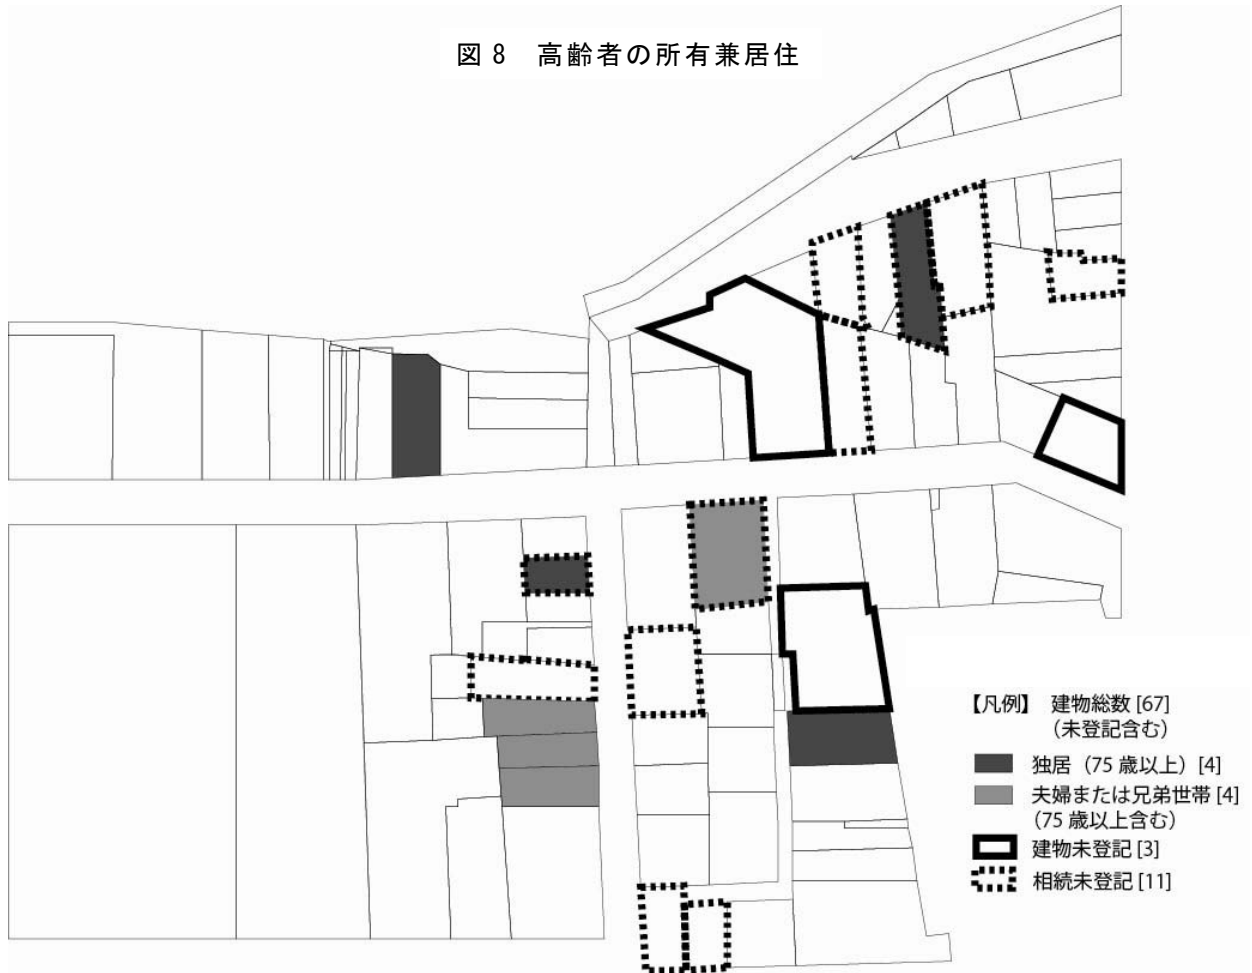 図 8 高齢者の所有兼居住
【凡例】 建物総数 [67]
（未登記含む）
独居（75 歳以上）[4]
夫婦または兄弟世帯 [4]
（75 歳以上含む）
建物未登記 [3]
相続未登記 [11]